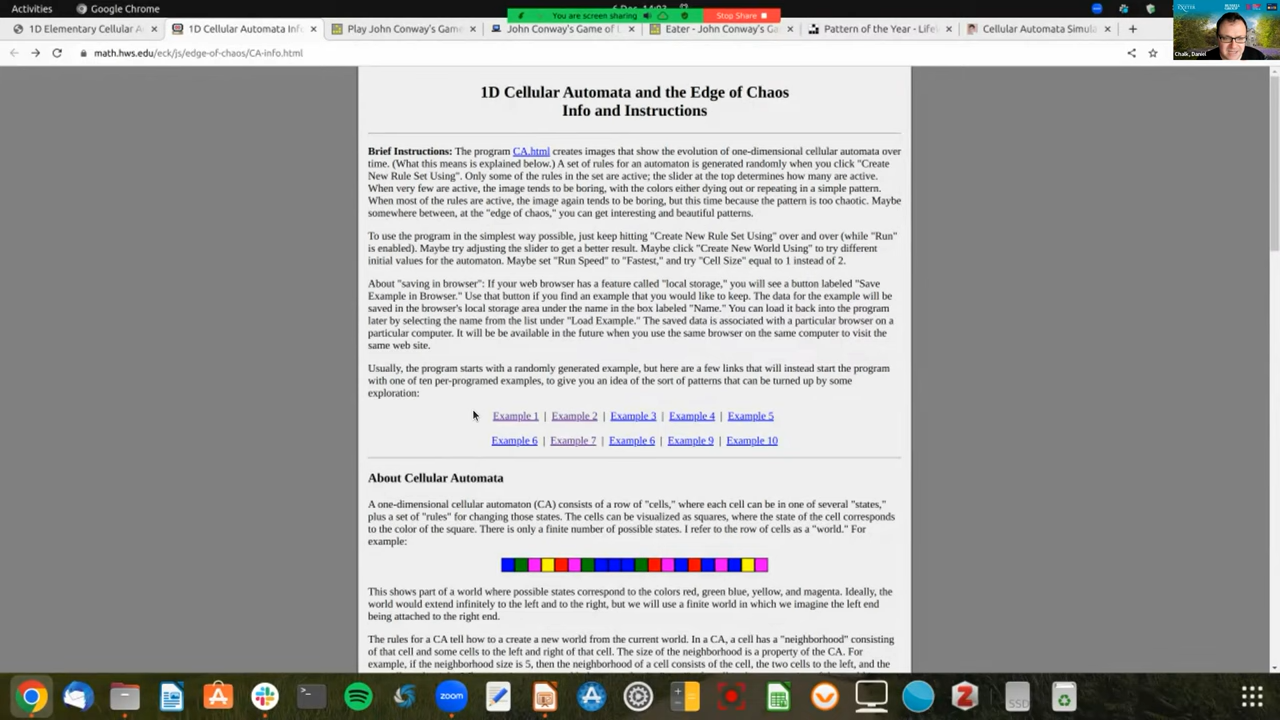 Activities
Google Chrome
6 Dec 14:03
You are screen sharing
Stop Share
1D Elementary Cellular A
1D Cellular Automata Inf
Play John Conway's Game
John Conway's Game of L
Eater - John Conway's Ga
Pattern of the Year - Life
Cellular Automata Simula
math.hws.edu/eck/js/edge-of-chaos/CA-info.html
Chalk, Daniel
1D Cellular Automata and the Edge of Chaos
Info and Instructions
Brief Instructions: The program CA.html creates images that show the evolution of one-dimensional cellular automata over
time. (What this means is explained below.) A set of rules for an automaton is generated randomly when you click "Create
New Rule Set Using". Only some of the rules in the set are active; the slider at the top determines how many are active.
When very few are active, the image tends to be boring, with the colors either dying out or repeating in a simple pattern.
When most of the rules are active, the image again tends to be boring, but this time because the pattern is too chaotic. Maybe
somewhere between, at the "edge of chaos," you can get interesting and beautiful patterns.
To use the program in the simplest way possible, just keep hitting "Create New Rule Set Using" over and over (while "Run"
is enabled). Maybe try adjusting the slider to get a better result. Maybe click "Create New World Using" to try different
initial values for the automaton. Maybe set "Run Speed" to "Fastest," and try "Cell Size" equal to 1 instead of 2.
About "saving in browser": If your web browser has a feature called "local storage," you will see a button labeled "Save
Example in Browser." Use that button if you find an example that you would like to keep. The data for the example will be
saved in the browser's local storage area under the name in the box labeled "Name." You can load it back into the program
later by selecting the name from the list under "Load Example." The saved data is associated with a particular browser on a
particular computer. It will be available in the future when you use the same browser on the same computer to visit the
same web site.
Usually, the program starts with a randomly generated example, but here are a few links that will instead start the program
with one of ten per-programed examples, to give you an idea of the sort of patterns that can be turned up by some
exploration:
Example 1 | Example 2 | Example 3 | Example 4 | Example 5
Example 6 | Example 7 | Example 6 | Example 9 | Example 10
About Cellular Automata
A one-dimensional cellular automaton (CA) consists of a row of "cells," where each cell can be in one of several "states,"
plus a set of "rules" for changing those states. The cells can be visualized as squares, where the state of the cell corresponds
to the color of the square. There is only a finite number of possible states. I refer to the row of cells as a "world." For
example:
This shows part of a world where possible states correspond to the colors red, green blue, yellow, and magenta. Ideally, the
world would extend infinitely to the left and to the right, but we will use a finite world in which we imagine the left end
being attached to the right end.
The rules for a CA tell how to a create a new world from the current world. In a CA, a cell has a "neighborhood" consisting
of that cell and some cells to the left and right of that cell. The size of the neighborhood is a property of the CA. For
example, if the neighborhood size is 5, then the neighborhood of a cell consists of the cell, the two cells to the left, and the
zoom
SSD